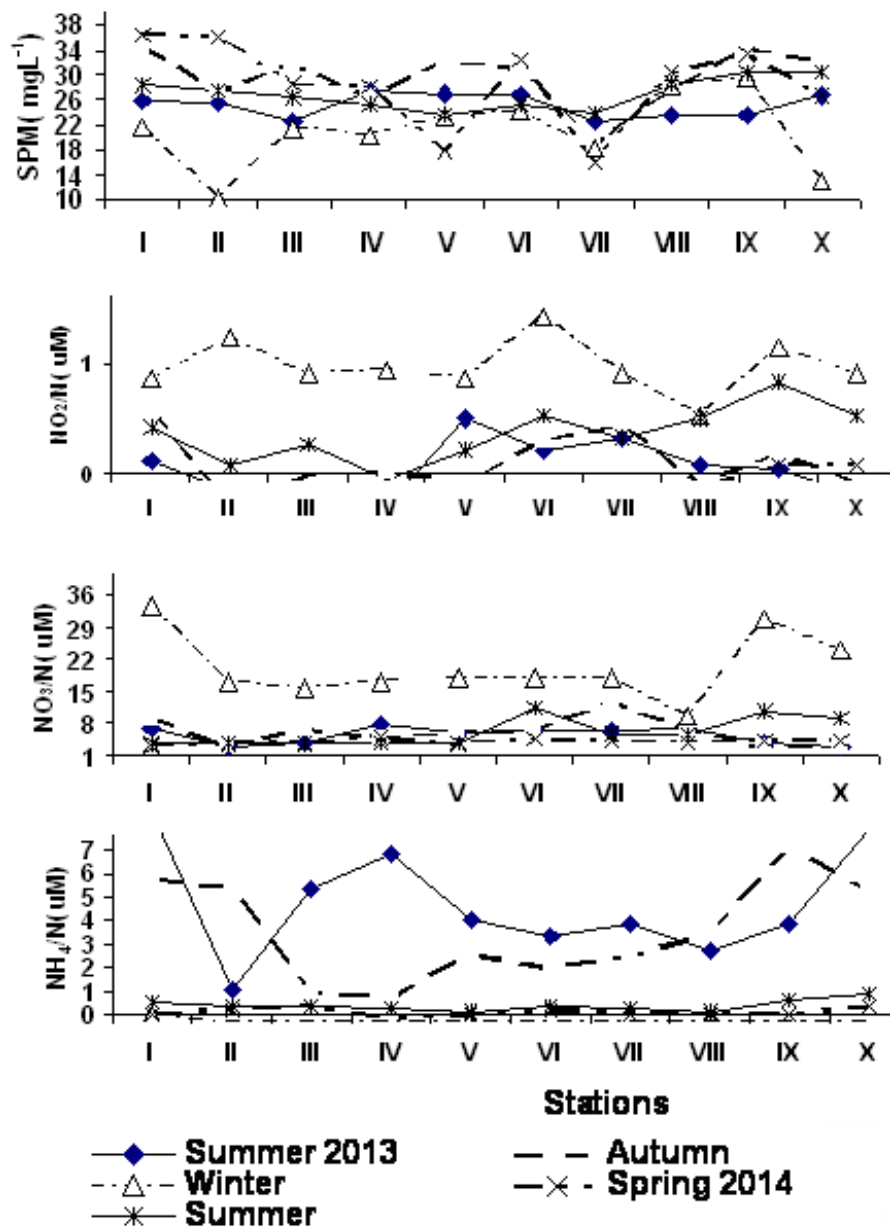 38
34
30
26
22
18
14
10
SPM( mgL⁻¹)
I II III IV V VI VII VIII IX X
1
0
NO₂/N( uM)
I II III IV V VI VII VIII IX X
36
29
22
15
8
1
NO₃/N( uM)
I II III IV V VI VII VIII IX X
7
6
5
4
3
2
1
0
NH₄/N( uM)
I II III IV V VI VII VIII IX X
Stations
Summer 2013
Autumn
Winter
Spring 2014
Summer